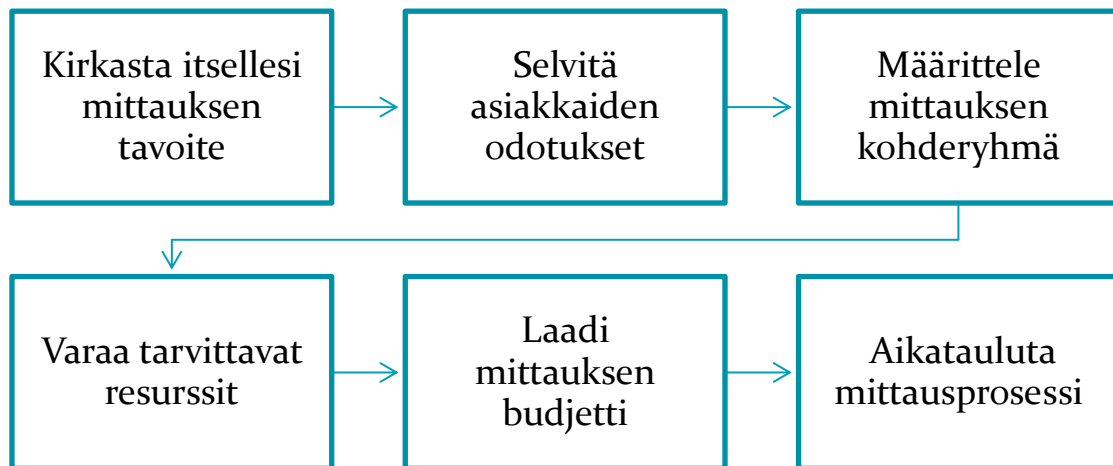 Kirkasta itsellesi
mittauksen
tavoite
Selvitä
asiakkaiden
odotukset
Määrittele
mittauksen
kohderyhmä
Varaa tarvittavat
resurssit
Laadi
mittauksen
budjetti
Aikatauluta
mittausprosessi